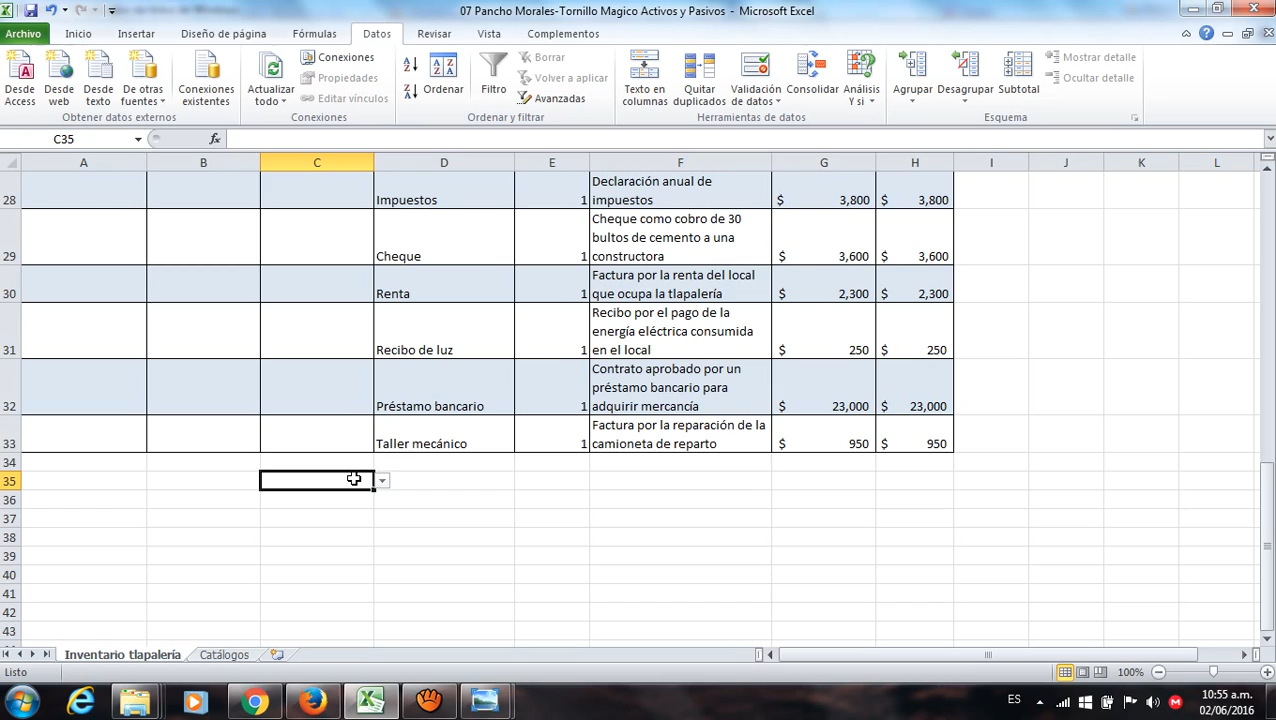 07 Pancho Morales-Tornillo Magico Activos y Pasivos - Microsoft Excel
Archivo Inicio Insertar Diseño de página Fórmulas Datos Revisar Vista Complementos
Desde Access
Desde web
Desde texto
De otras fuentes
Conexiones existentes
Obtener datos externos
Actualizar todo
Conexiones
Propiedades
Editar vínculos
Conexiones
Ordenar
Filtro
Borrar
Volver a aplicar
Avanzadas
Ordenar y filtrar
Texto en columnas
Quitar duplicados
Validación de datos
Consolidar
Análisis Y si
Herramientas de datos
Agrupar
Desagrupar
Subtotal
Mostrar detalle
Ocultar detalle
Esquema
C35 fx
A B C D E F G H I J K L
28 Impuestos 1 Declaración anual de impuestos $ 3,800 $ 3,800
29 Cheque 1 Cheque como cobro de 30 bultos de cemento a una constructora $ 3,600 $ 3,600
30 Renta 1 Factura por la renta del local que ocupa la tlapalería $ 2,300 $ 2,300
31 Recibo de luz 1 Recibo por el pago de la energía eléctrica consumida en el local $ 250 $ 250
32 Préstamo bancario 1 Contrato aprobado por un préstamo bancario para adquirir mercancía $ 23,000 $ 23,000
33 Taller mecánico 1 Factura por la reparación de la camioneta de reparto $ 950 $ 950
34
35
36
37
38
39
40
41
42
43
Inventario tlapalería Catálogos
Listo 100%
ES 10:55 a.m.
02/06/2016